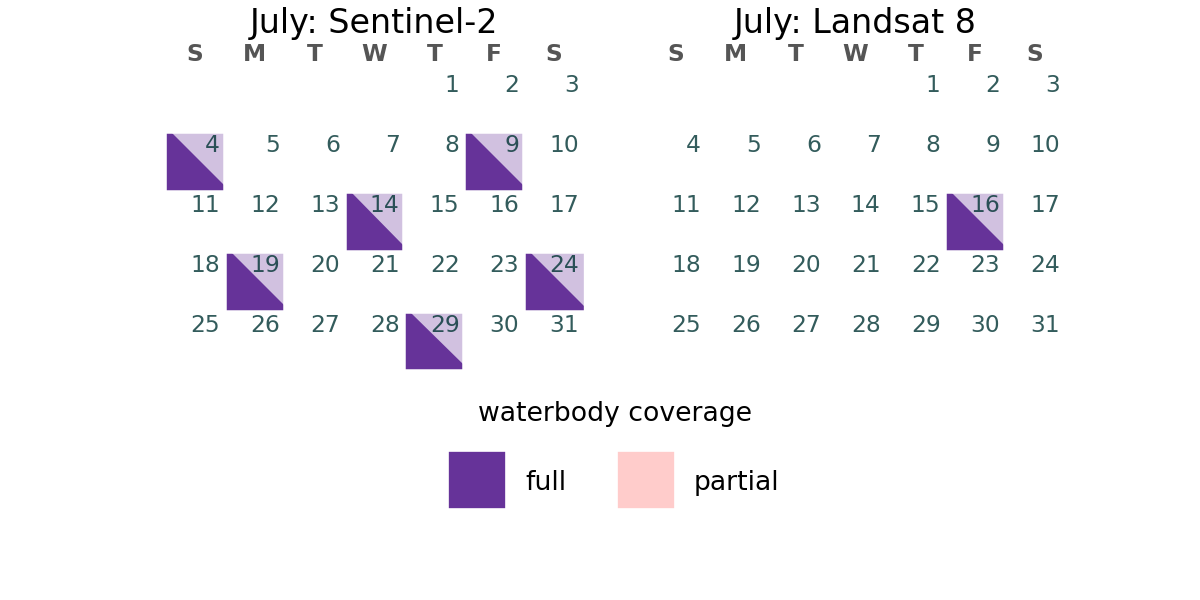 July: Sentinel-2
S M T W T F S
1 2 3
4 5 6 7 8 9 10
11 12 13 14 15 16 17
18 19 20 21 22 23 24
25 26 27 28 29 30 31
July: Landsat 8
S M T W T F S
1 2 3
4 5 6 7 8 9 10
11 12 13 14 15 16 17
18 19 20 21 22 23 24
25 26 27 28 29 30 31
waterbody coverage
full partial